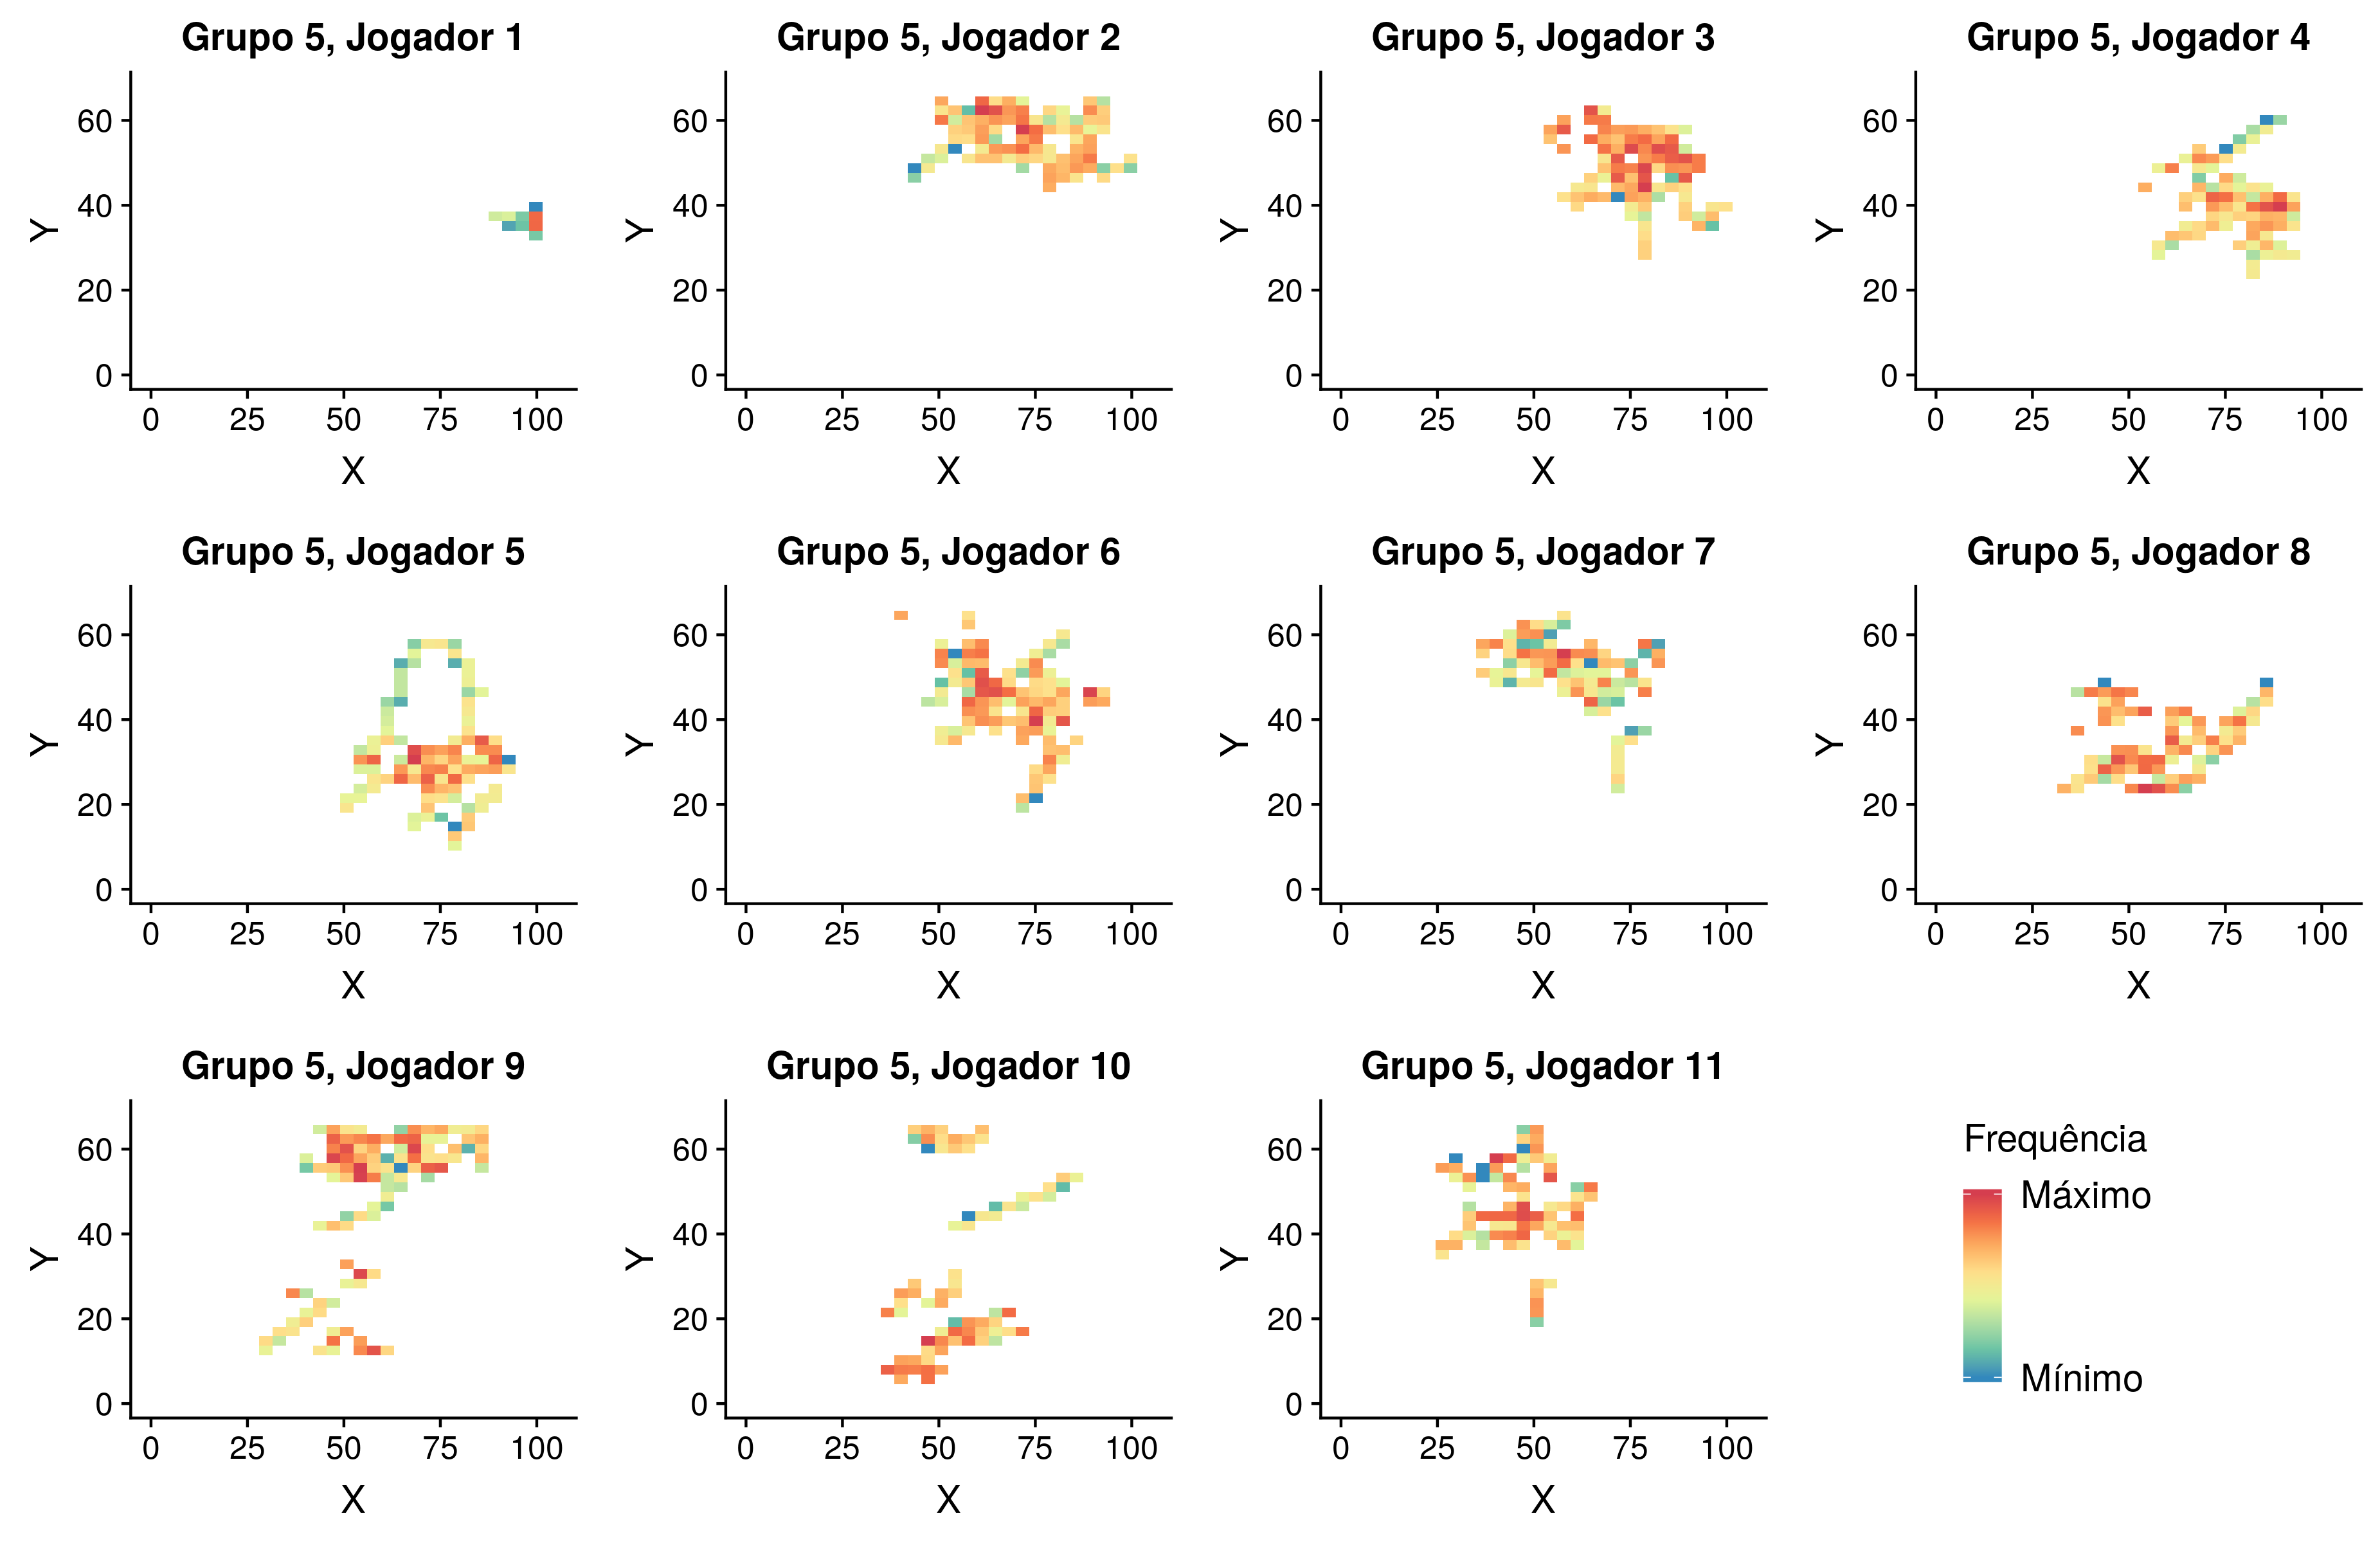 Grupo 5, Jogador 1
Y
60
40
20
0
0 25 50 75 100
X
Grupo 5, Jogador 2
Y
60
40
20
0
0 25 50 75 100
X
Grupo 5, Jogador 3
Y
60
40
20
0
0 25 50 75 100
X
Grupo 5, Jogador 4
Y
60
40
20
0
0 25 50 75 100
X
Grupo 5, Jogador 5
Y
60
40
20
0
0 25 50 75 100
X
Grupo 5, Jogador 6
Y
60
40
20
0
0 25 50 75 100
X
Grupo 5, Jogador 7
Y
60
40
20
0
0 25 50 75 100
X
Grupo 5, Jogador 8
Y
60
40
20
0
0 25 50 75 100
X
Grupo 5, Jogador 9
Y
60
40
20
0
0 25 50 75 100
X
Grupo 5, Jogador 10
Y
60
40
20
0
0 25 50 75 100
X
Grupo 5, Jogador 11
Y
60
40
20
0
0 25 50 75 100
X
Frequência
Máximo
Mínimo